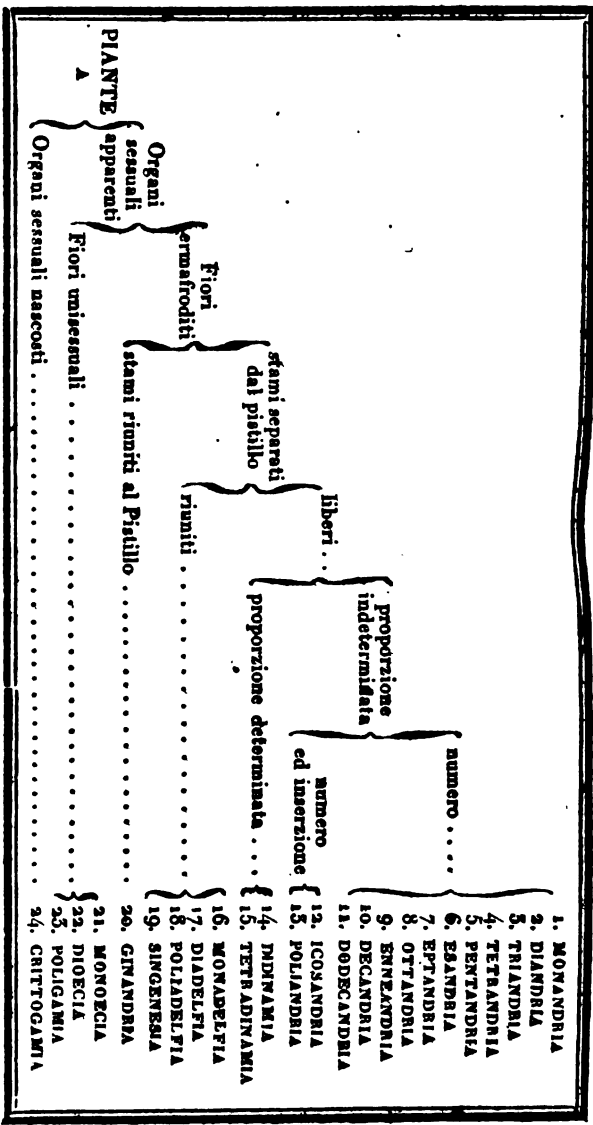 PIANTE
A
Organi
sessuali
apparenti
Fiori
ermafroditi
stami separati
dal pistillo
liberi . .
proporzione
indeterminata
numero . . . .
1. MONANDRIA
2. DIANDRIA
3. TRIANDRIA
4. TETRANDRIA
5. PENTANDRIA
6. ESANDRIA
7. EPTANDRIA
8. OTTANDRIA
9. ENNEANDRIA
10. DECANDRIA
11. DODECANDRIA
numero
ed inserzione
12. ICOSANDRIA
13. POLIANDRIA
proporzione determinata . . .
14. DIDINAMIA
15. TETRADINAMIA
riuniti . . . . . . . . . . . . . . . . . . .
16. MONADELFIA
17. DIADELFIA
18. POLIADELFIA
19. SINGENESIA
stami riuniti al Pistillo . . . . . . . . . . . . . . . . . .
20. GINANDRIA
Fiori unisessuali . . . . . . . . . . . . . . . . . . . . . . . . . . . .
21. MONOECIA
22. DIOECIA
23. POLIGAMIA
Organi sessuali nascosti . . . . . . . . . . . . . . . . . . . . . . . . . . . . . .
24. CRITTOGAMIA